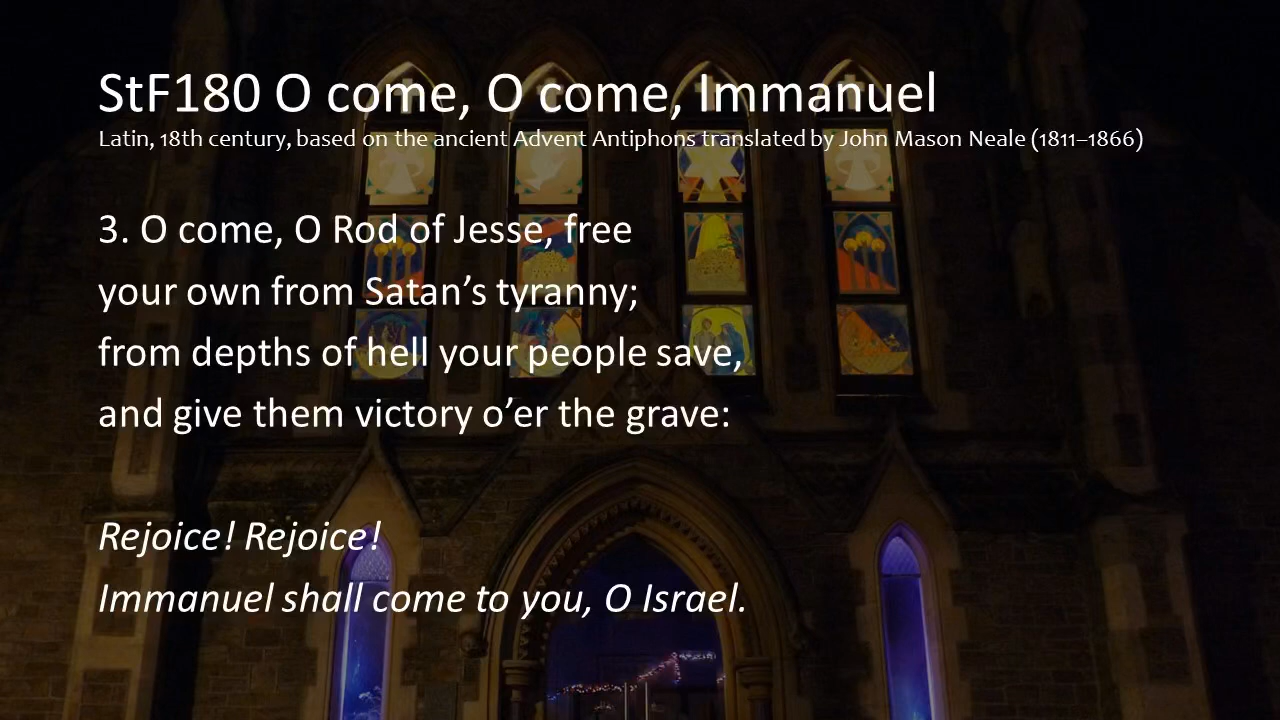 StF180 O come, O come, Immanuel
Latin, 18th century, based on the ancient Advent Antiphons translated by John Mason Neale (1811–1866)
3. O come, O Rod of Jesse, free
your own from Satan’s tyranny;
from depths of hell your people save,
and give them victory o’er the grave:
Rejoice! Rejoice!
Immanuel shall come to you, O Israel.